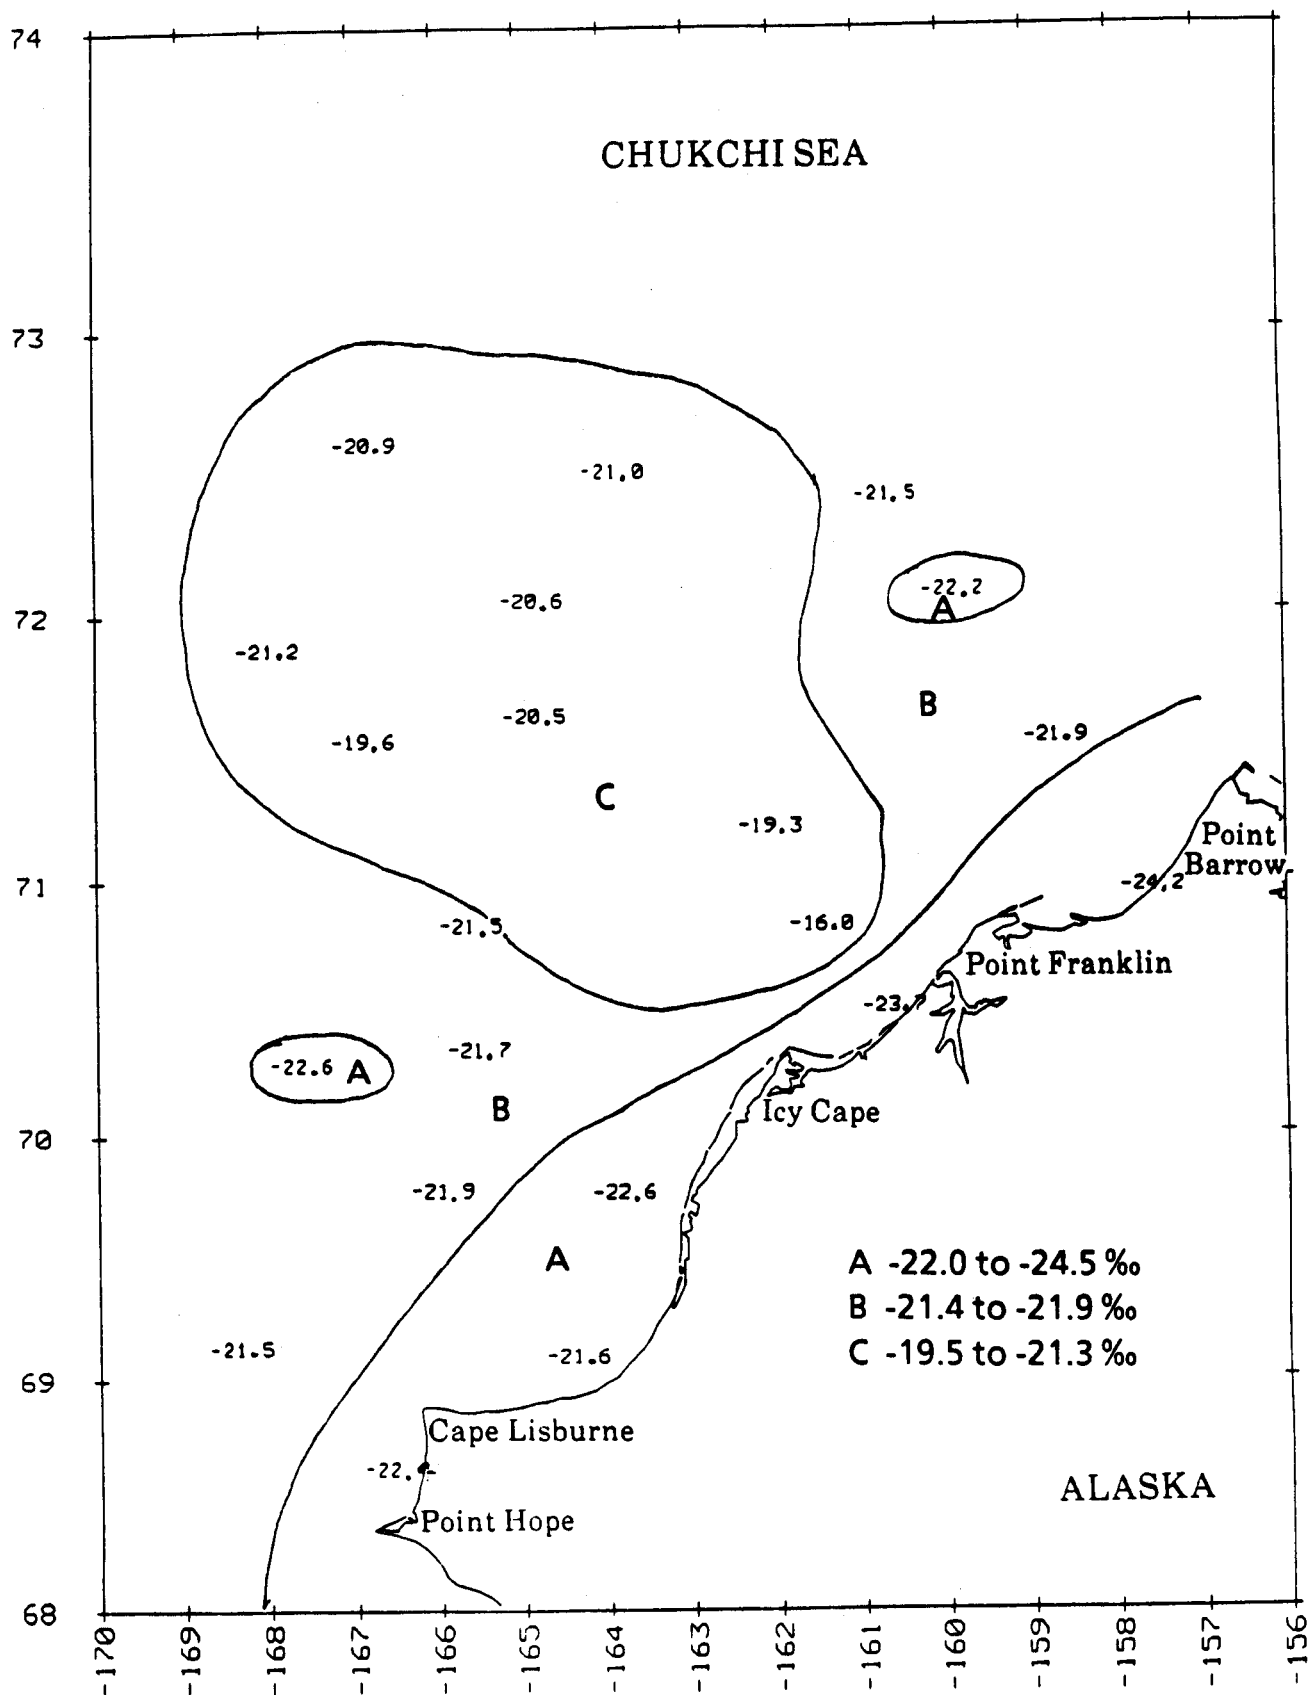 74
CHUKCHI SEA
73
-20.9
-21.0
-21.5
-22.2
A
-20.6
72
-21.2
B
-20.5
-19.6
-21.9
C
-19.3
Point
Barrow
-24.2
71
-21.5
-16.0
Point Franklin
-23.
-21.7
-22.6 A
B
Icy Cape
70
-21.9
-22.6
A
A -22.0 to -24.5 ‰
B -21.4 to -21.9 ‰
C -19.5 to -21.3 ‰
-21.5
-21.6
69
Cape Lisburne
-22.
ALASKA
Point Hope
68
-170
-169
-168
-167
-166
-165
-164
-163
-162
-161
-160
-159
-158
-157
-156